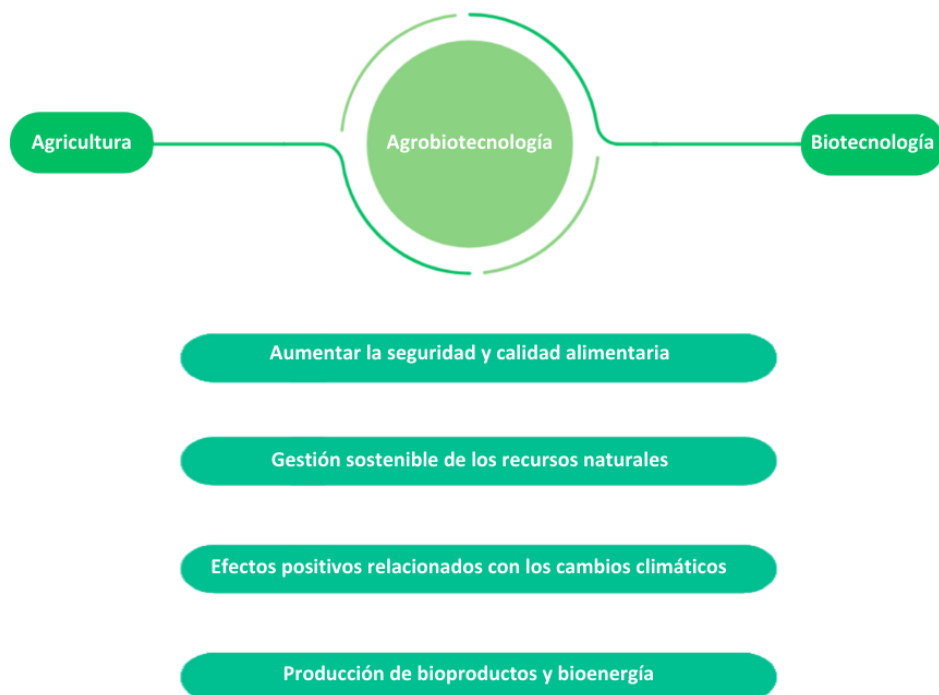 Agricultura
Agrobiotecnología
Biotecnología
Aumentar la seguridad y calidad alimentaria
Gestión sostenible de los recursos naturales
Efectos positivos relacionados con los cambios climáticos
Producción de bioproductos y bioenergía